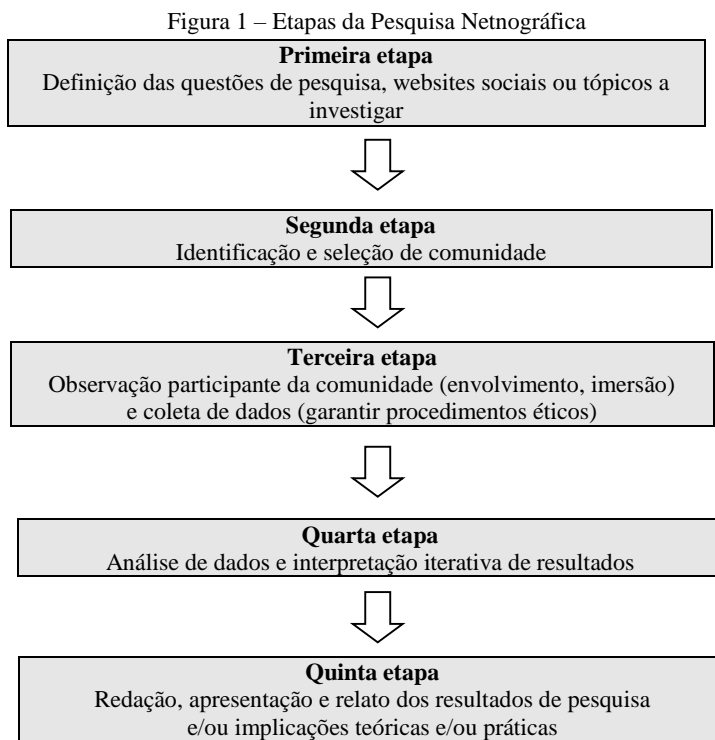 Figura 1 – Etapas da Pesquisa Netnográfica
Primeira etapa
Definição das questões de pesquisa, websites sociais ou tópicos a
investigar
Segunda etapa
Identificação e seleção de comunidade
Terceira etapa
Observação participante da comunidade (envolvimento, imersão)
e coleta de dados (garantir procedimentos éticos)
Quarta etapa
Análise de dados e interpretação iterativa de resultados
Quinta etapa
Redação, apresentação e relato dos resultados de pesquisa
e/ou implicações teóricas e/ou práticas